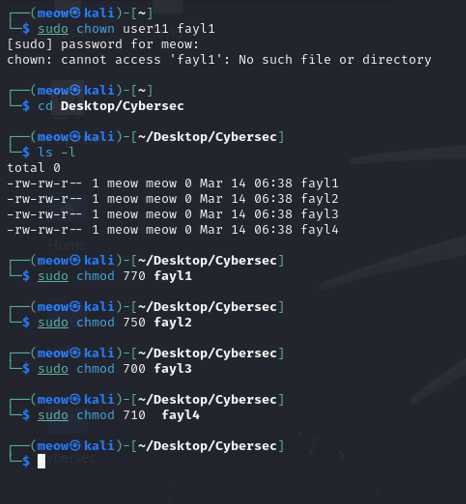 ┌──(meow㉿kali)-[~]
└─$ sudo chown user11 fayl1
[sudo] password for meow:
chown: cannot access 'fayl1': No such file or directory
┌──(meow㉿kali)-[~]
└─$ cd Desktop/Cybersec
┌──(meow㉿kali)-[~/Desktop/Cybersec]
└─$ ls -l
total 0
-rw-rw-r-- 1 meow meow 0 Mar 14 06:38 fayl1
-rw-rw-r-- 1 meow meow 0 Mar 14 06:38 fayl2
-rw-rw-r-- 1 meow meow 0 Mar 14 06:38 fayl3
-rw-rw-r-- 1 meow meow 0 Mar 14 06:38 fayl4
Home
┌──(meow㉿kali)-[~/Desktop/Cybersec]
└─$ sudo chmod 770 fayl1
┌──(meow㉿kali)-[~/Desktop/Cybersec]
└─$ sudo chmod 750 fayl2
┌──(meow㉿kali)-[~/Desktop/Cybersec]
└─$ sudo chmod 700 fayl3
┌──(meow㉿kali)-[~/Desktop/Cybersec]
└─$ sudo chmod 710  fayl4
┌──(meow㉿kali)-[~/Desktop/Cybersec]
└─$